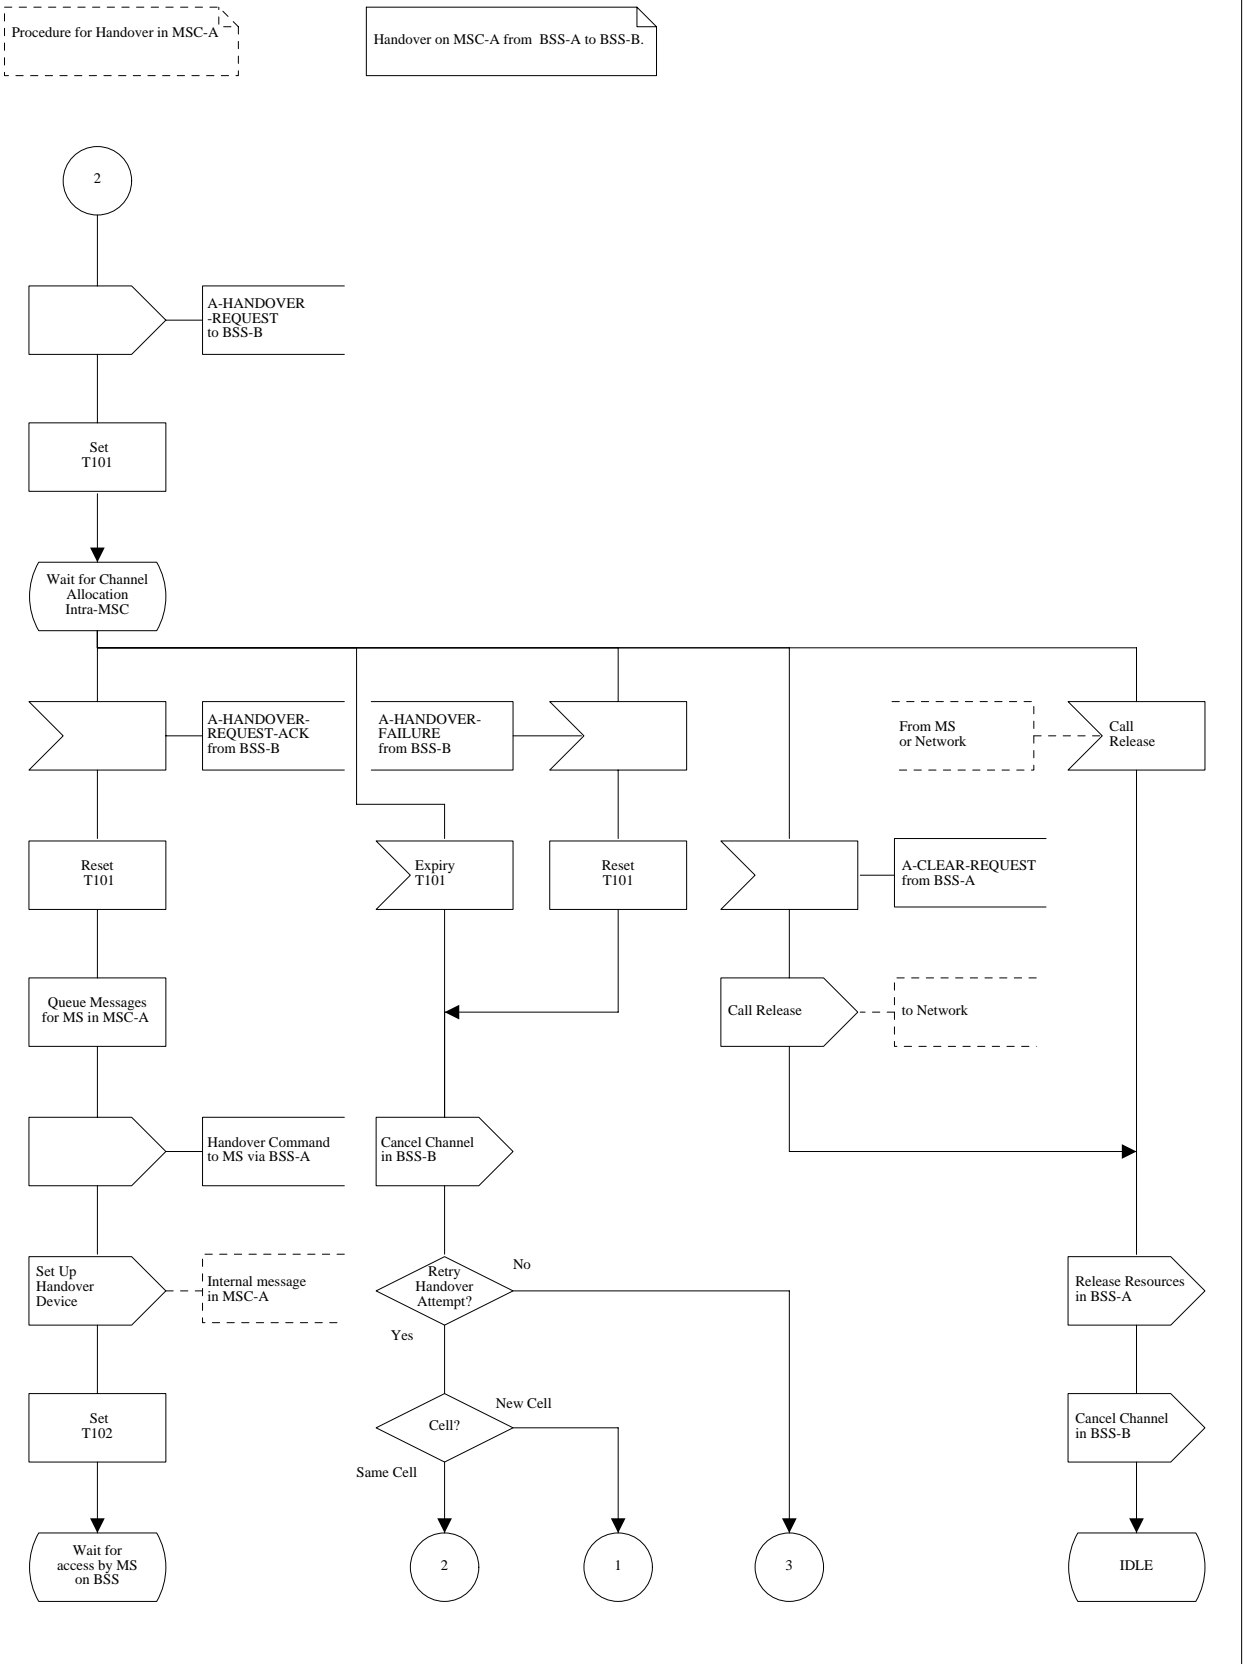 Procedure for Handover in MSC-A
Handover on MSC-A from  BSS-A to BSS-B.
2
A-HANDOVER
-REQUEST
to BSS-B
Set
T101
Wait for Channel
Allocation
Intra-MSC
A-HANDOVER-
REQUEST-ACK
from BSS-B
A-HANDOVER-
FAILURE
from BSS-B
From MS
or Network
Call
Release
Reset
T101
Expiry
T101
Reset
T101
A-CLEAR-REQUEST
from BSS-A
Queue Messages
for MS in MSC-A
Call Release
to Network
Handover Command
to MS via BSS-A
Cancel Channel
in BSS-B
Set Up
Handover
Device
Internal message
in MSC-A
Retry
Handover
Attempt?
No
Yes
Release Resources
in BSS-A
Set
T102
Cell?
New Cell
Same Cell
Cancel Channel
in BSS-B
Wait for
access by MS
on BSS
2
1
3
IDLE